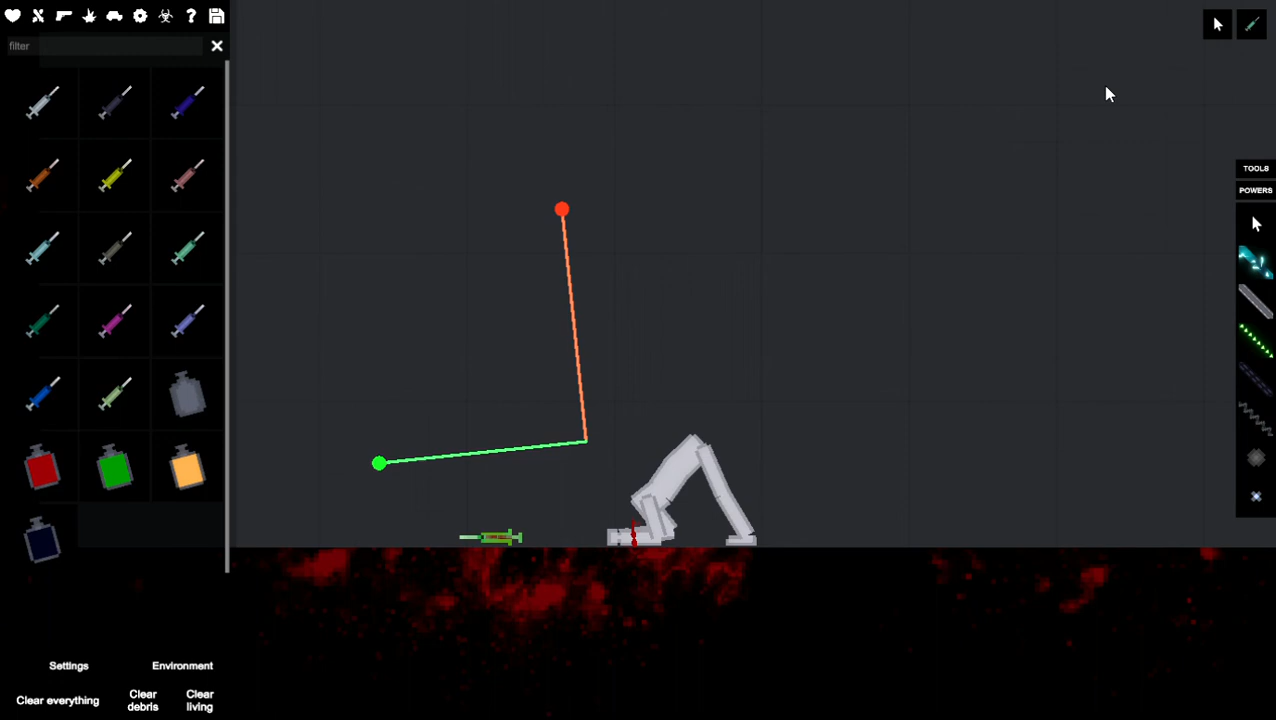 filter
TOOLS
POWERS
Settings
Environment
Clear everything
Clear
debris
Clear
living